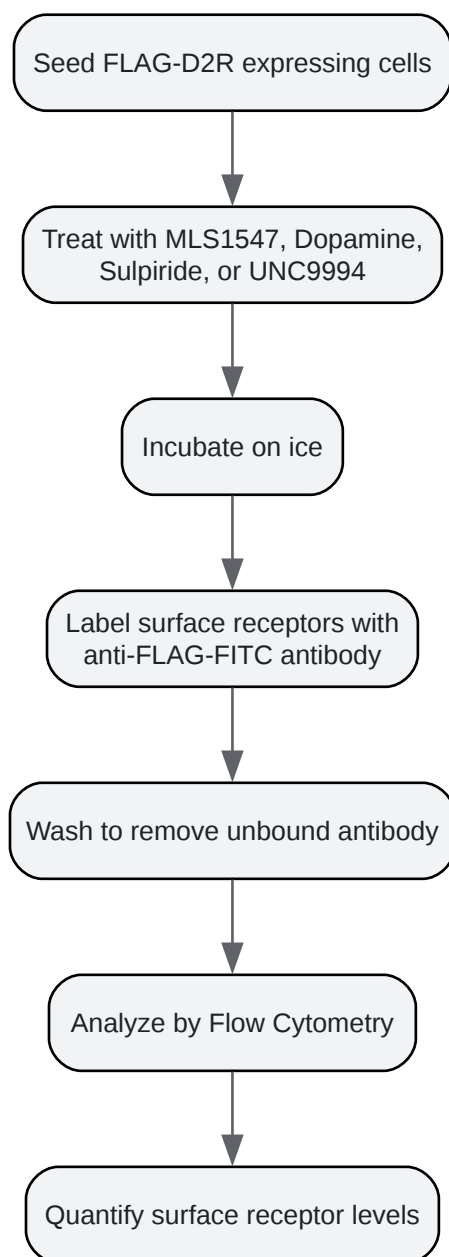 Seed FLAG-D2R expressing cells
Treat with MLS1547, Dopamine,
Sulpiride, or UNC9994
Incubate on ice
Label surface receptors with
anti-FLAG-FITC antibody
Wash to remove unbound antibody
Analyze by Flow Cytometry
Quantify surface receptor levels